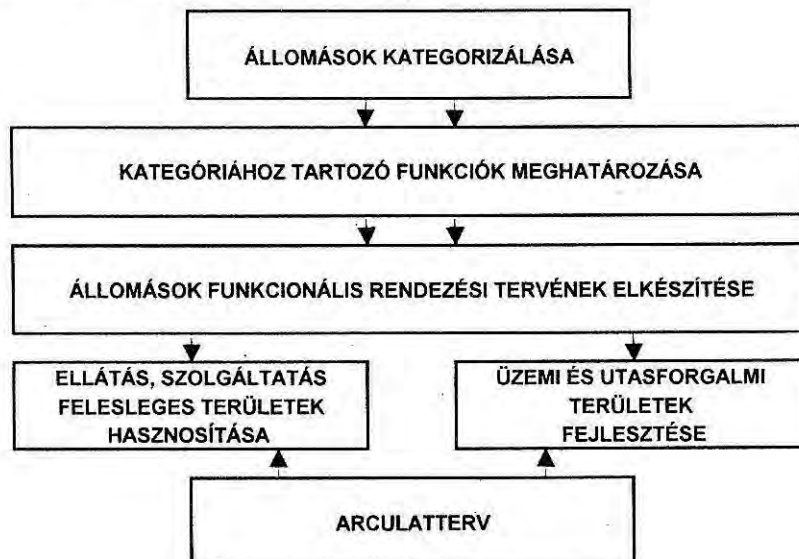 ÁLLOMÁSOK KATEGORIZÁLÁSA
KATEGÓRIÁHOZ TARTOZÓ FUNKCIÓK MEGHATÁROZÁSA
ÁLLOMÁSOK FUNKCIONÁLIS RENDEZÉSI TERVÉNEK ELKÉSZÍTÉSE
ELLÁTÁS, SZOLGÁLTATÁS
FELESLEGES TERÜLETEK
HASZNOSÍTÁSA
ÜZEMI ÉS UTASFORGALMI
TERÜLETEK
FEJLESZTÉSE
ARCULATTERV